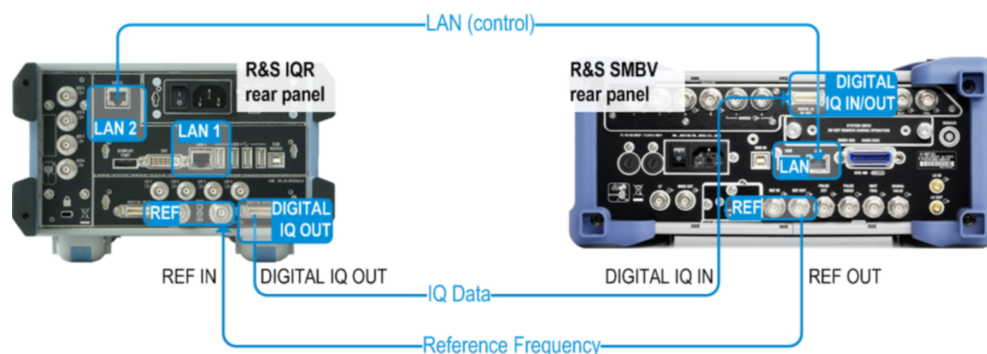 LAN (control)
R&S IQR
rear panel
R&S SMBV
rear panel
DIGITAL
IQ IN/OUT
LAN 2
LAN 1
LAN
REF
DIGITAL
IQ OUT
REF
REF IN
DIGITAL IQ OUT
DIGITAL IQ IN
REF OUT
IQ Data
Reference Frequency